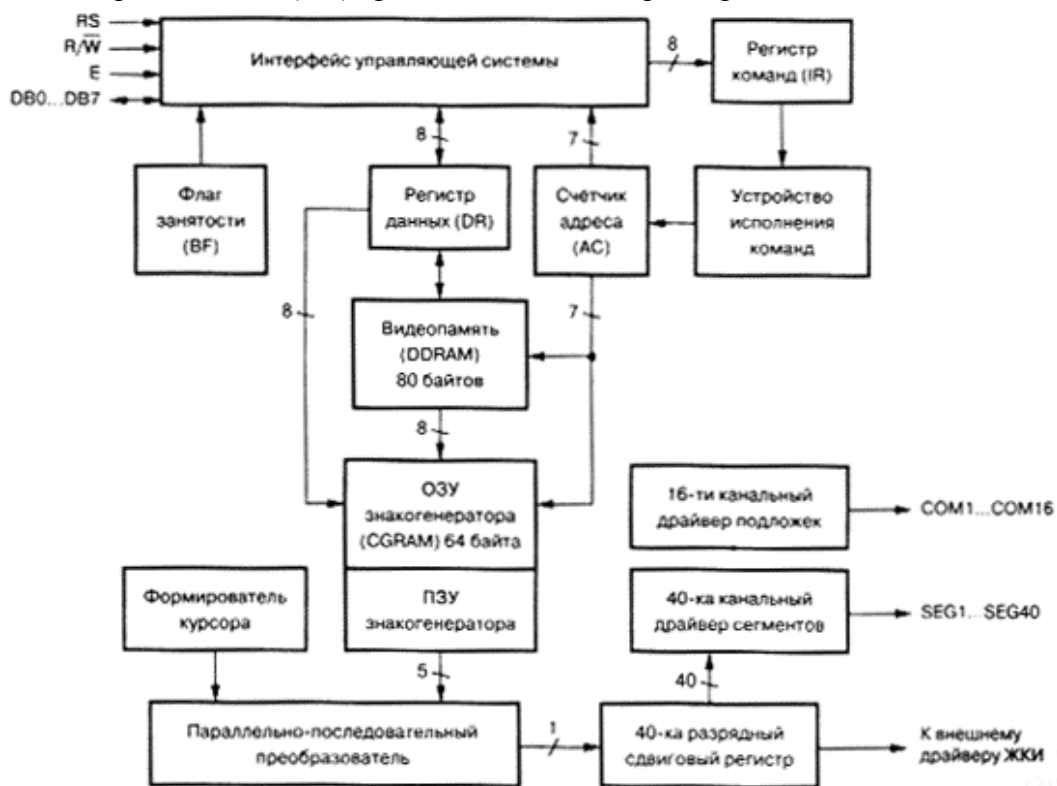 RS
R/W̅
E
DB0...DB7
Интерфейс управляющей системы
8
Регистр
команд (IR)
8
7
Флаг
занятости
(BF)
Регистр
данных (DR)
Счётчик
адреса
(AC)
Устройство
исполнения
команд
8
7
Видеопамять
(DDRAM)
80 байтов
8
ОЗУ
знакогенератора
(CGRAM) 64 байта
16-ти канальный
драйвер подложек
COM1...COM16
Формирователь
курсора
ПЗУ
знакогенератора
40-ка канальный
драйвер сегментов
SEG1...SEG40
5
40
Параллельно-последовательный
преобразователь
1
40-ка разрядный
сдвиговый регистр
К внешнему
драйверу ЖКИ